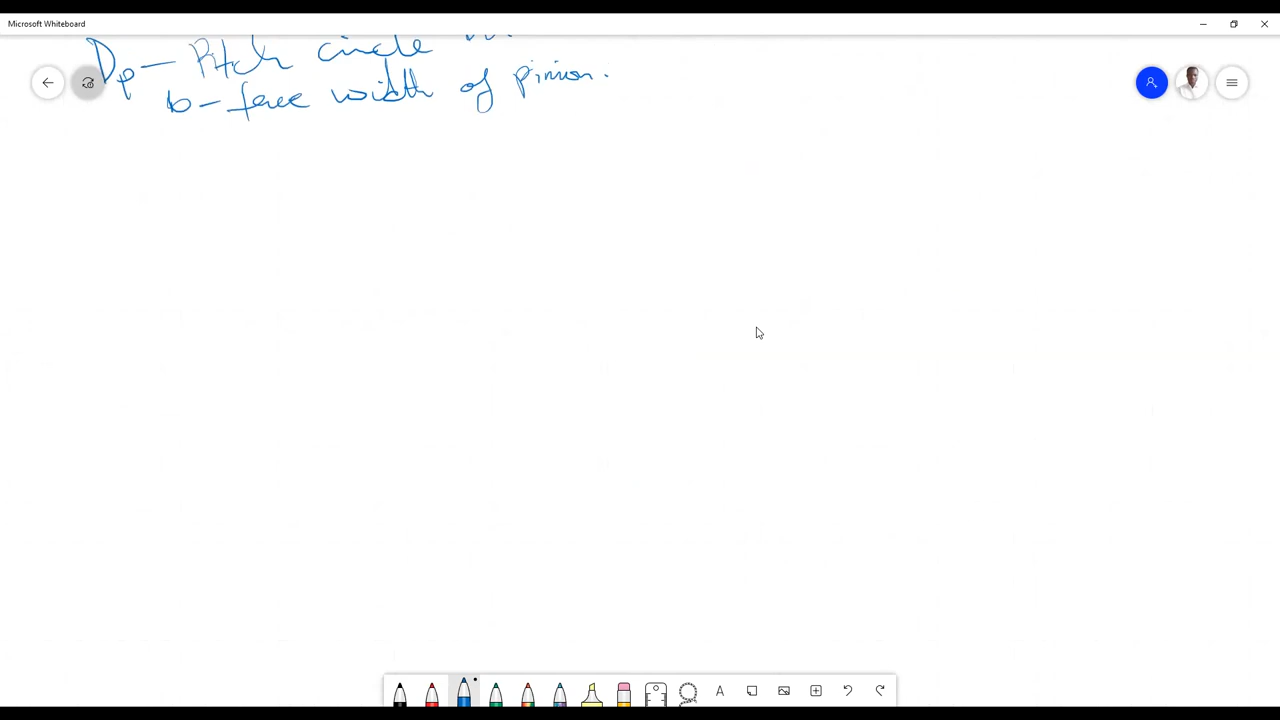 Microsoft Whiteboard
Dp — Pitch circle
b — face width of pinion.
A